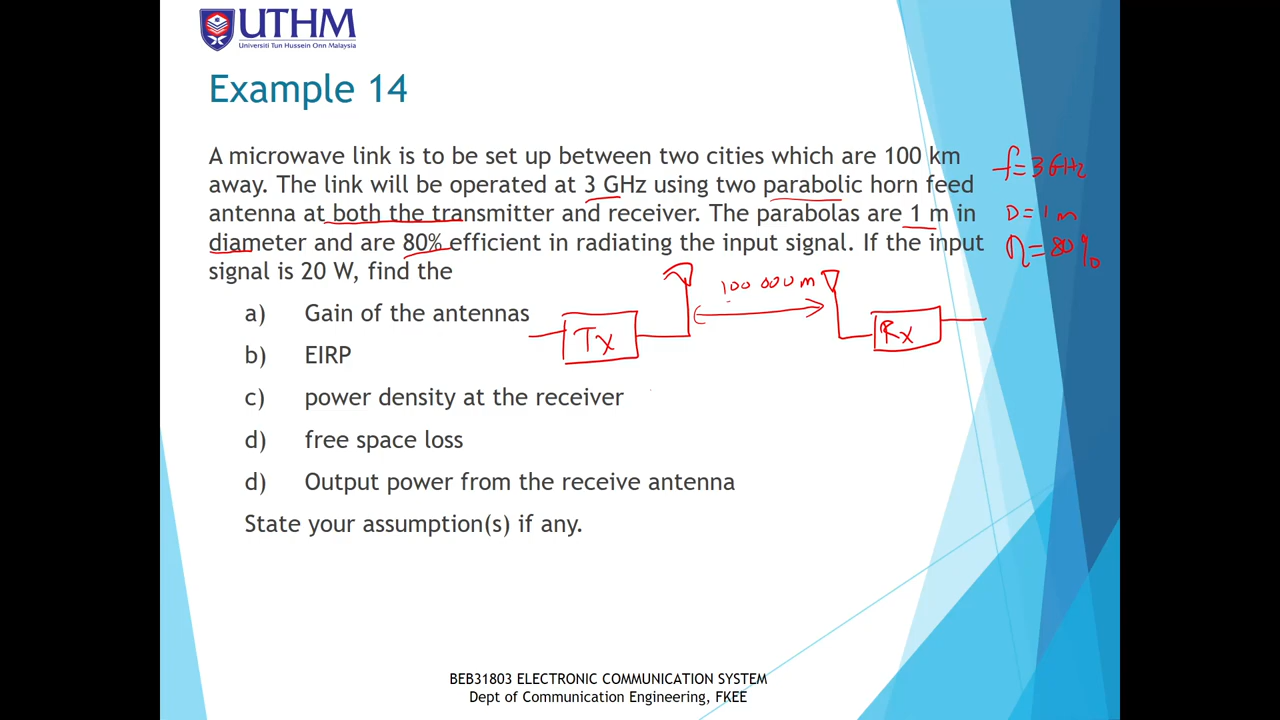 UTHM
Universiti Tun Hussein Onn Malaysia
Example 14
A microwave link is to be set up between two cities which are 100 km
away. The link will be operated at 3 GHz using two parabolic horn feed
antenna at both the transmitter and receiver. The parabolas are 1 m in
diameter and are 80% efficient in radiating the input signal. If the input
signal is 20 W, find the
f = 3 GHz
D = 1 m
η = 80%
100 000 m
Tx
Rx
a) Gain of the antennas
b) EIRP
c) power density at the receiver
d) free space loss
d) Output power from the receive antenna
State your assumption(s) if any.
BEB31803 ELECTRONIC COMMUNICATION SYSTEM
Dept of Communication Engineering, FKEE